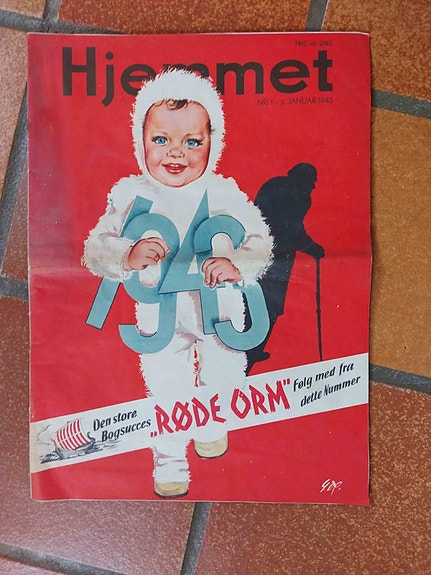 PRIS 40 ØRE
Hjemmet
NR. 1 - 5. JANUAR 1943
1943
Den store
Bogsucces
„RØDE ORM"
Følg med fra
dette Nummer